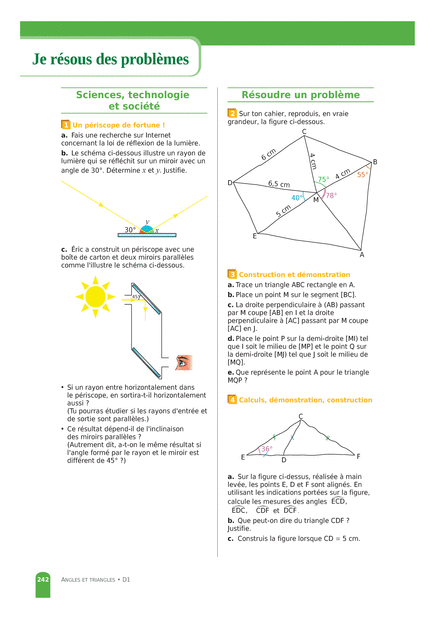 Je résous des problèmes
Sciences, technologie
et société
1 Un périscope de fortune !
a. Fais une recherche sur Internet
concernant la loi de réflexion de la lumière.
b. Le schéma ci-dessous illustre un rayon de
lumière qui se réfléchit sur un miroir avec un
angle de 30°. Détermine x et y. Justifie.
y
30°
x
c. Éric a construit un périscope avec une
boîte de carton et deux miroirs parallèles
comme l'illustre le schéma ci-dessous.
45°
• Si un rayon entre horizontalement dans
le périscope, en sortira-t-il horizontalement
aussi ?
(Tu pourras étudier si les rayons d'entrée et
de sortie sont parallèles.)
• Ce résultat dépend-il de l'inclinaison
des miroirs parallèles ?
(Autrement dit, a-t-on le même résultat si
l'angle formé par le rayon et le miroir est
différent de 45° ?)
Résoudre un problème
2 Sur ton cahier, reproduis, en vraie
grandeur, la figure ci-dessous.
C
6 cm
4 cm
B
75°
4 cm
55°
D
6,5 cm
40°
M
78°
5 cm
E
A
3 Construction et démonstration
a. Trace un triangle ABC rectangle en A.
b. Place un point M sur le segment [BC].
c. La droite perpendiculaire à (AB) passant
par M coupe [AB] en I et la droite
perpendiculaire à [AC] passant par M coupe
[AC] en J.
d. Place le point P sur la demi-droite [MI) tel
que I soit le milieu de [MP] et le point Q sur
la demi-droite [MJ) tel que J soit le milieu de
[MQ].
e. Que représente le point A pour le triangle
MQP ?
4 Calculs, démonstration, construction
C
36°
E
D
F
a. Sur la figure ci-dessus, réalisée à main
levée, les points E, D et F sont alignés. En
utilisant les indications portées sur la figure,
calcule les mesures des angles ECD,
EDC, CDF et DCF.
b. Que peut-on dire du triangle CDF ?
Justifie.
c. Construis la figure lorsque CD = 5 cm.
242 ANGLES ET TRIANGLES • D1